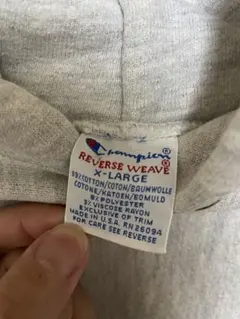 Champion
REVERSE WEAVE
X-LARGE
89% COTTON/COTON/BAUMWOLLE
COTONE/KATOEN/BOMULD
8% POLYESTER
3% VISCOSE RAYON
EXCLUSIVE OF TRIM
MADE IN U.S.A. RN 26094
FOR CARE SEE REVERSE